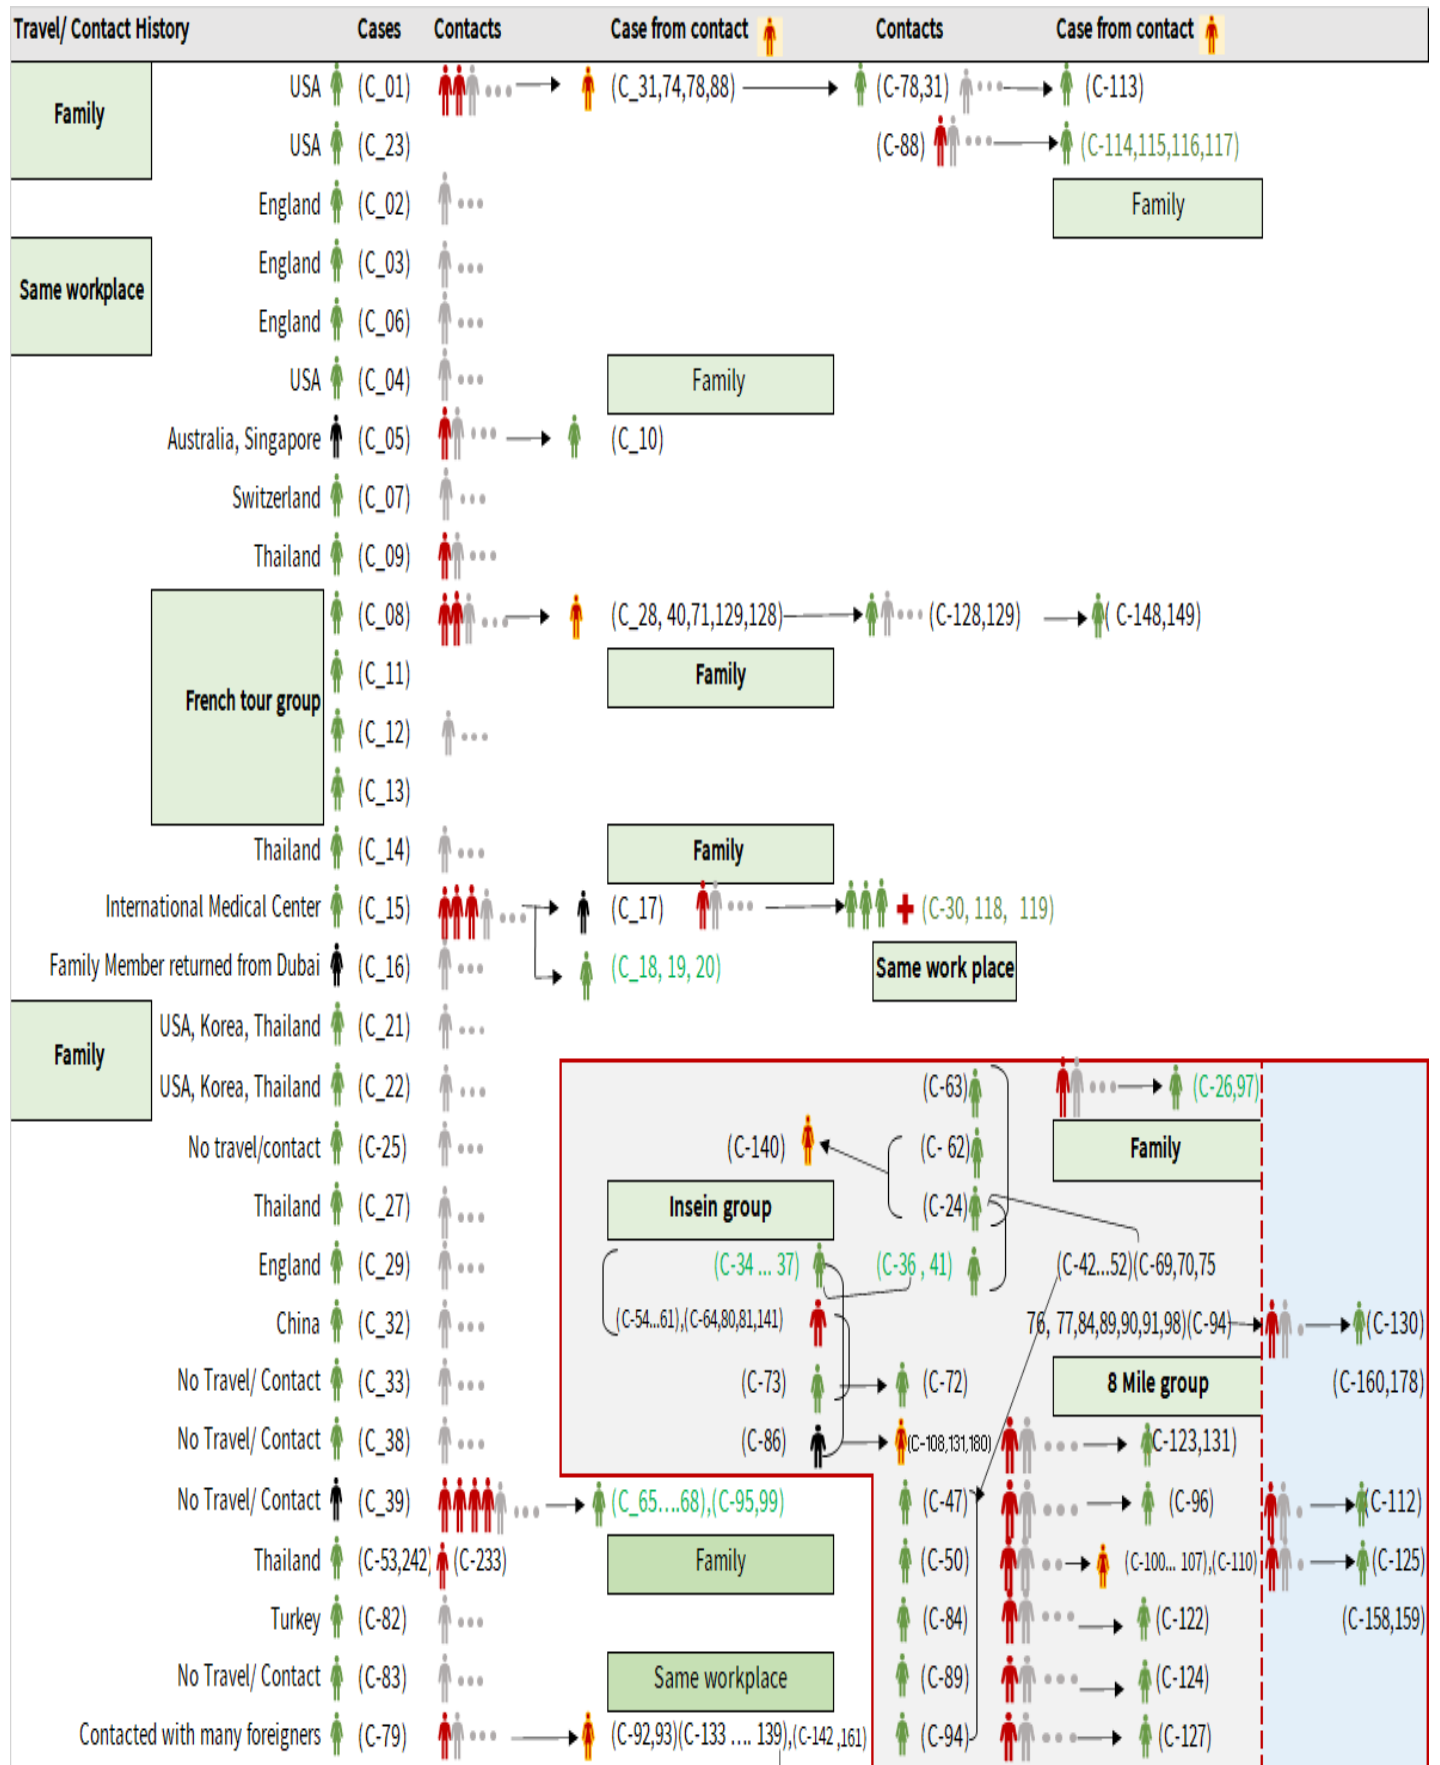 Travel/ Contact History Cases Contacts Case from contact Contacts Case from contact
Family
USA (C_01) (C_31,74,78,88) (C-78,31) (C-113)
USA (C_23) (C-88) (C-114,115,116,117)
England (C_02) Family
Same workplace
England (C_03)
England (C_06)
USA (C_04) Family
Australia, Singapore (C_05) (C_10)
Switzerland (C_07)
Thailand (C_09)
French tour group
(C_08) (C_28, 40,71,129,128) (C-128,129) ( C-148,149)
(C_11) Family
(C_12)
(C_13)
Thailand (C_14) Family
International Medical Center (C_15) (C_17) (C-30, 118, 119)
Family Member returned from Dubai (C_16) (C_18, 19, 20) Same work place
Family
USA, Korea, Thailand (C_21)
USA, Korea, Thailand (C_22) (C-63) (C-26,97)
No travel/contact (C-25) (C-140) (C- 62) Family
Thailand (C_27) Insein group (C-24)
England (C_29) (C-34 ... 37) (C-36 , 41) (C-42...52)(C-69,70,75
China (C_32) (C-54...61),(C-64,80,81,141) 76, 77,84,89,90,91,98)(C-94) (C-130)
No Travel/ Contact (C_33) (C-73) (C-72) 8 Mile group (C-160,178)
No Travel/ Contact (C_38) (C-86) (C-108,131,180) C-123,131)
No Travel/ Contact (C_39) (C_65....68),(C-95,99) (C-47) (C-96) (C-112)
Thailand (C-53,242) (C-233) Family (C-50) (C-100... 107),(C-110) (C-125)
Turkey (C-82) (C-84) (C-122) (C-158,159)
No Travel/ Contact (C-83) Same workplace (C-89) (C-124)
Contacted with many foreigners (C-79) (C-92,93)(C-133 .... 139),(C-142 ,161) (C-94) (C-127)